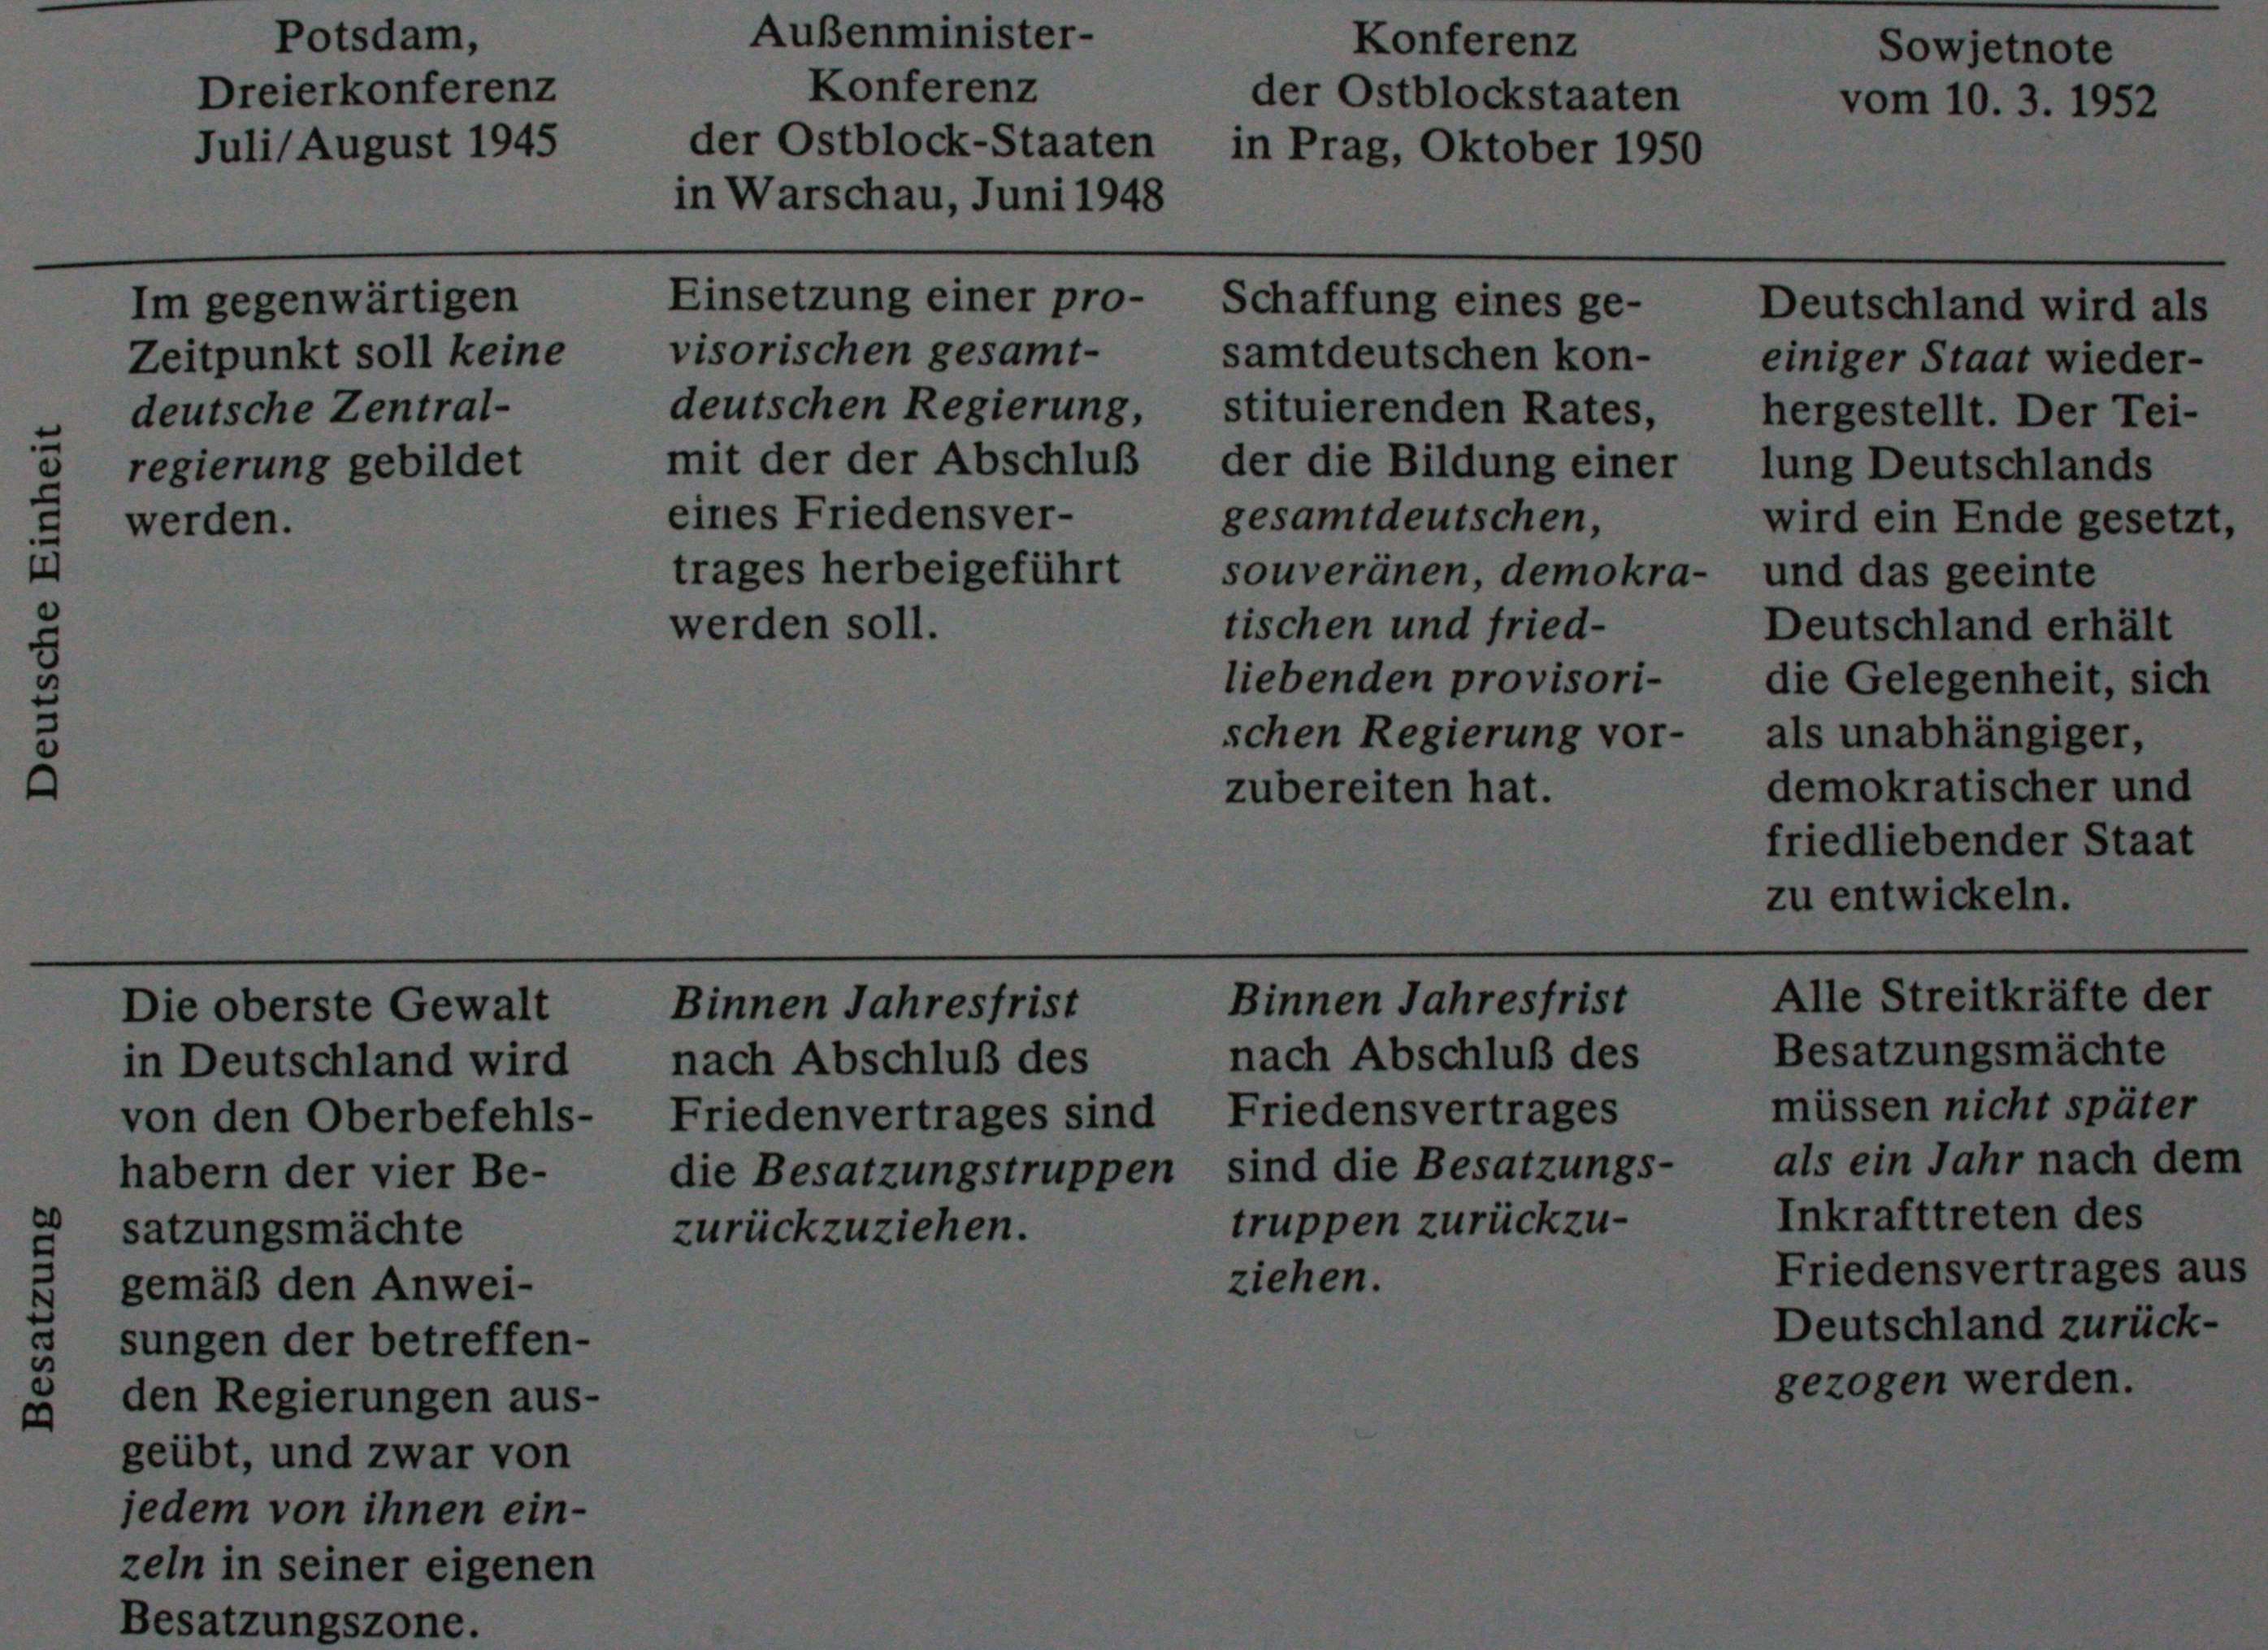 Potsdam,
Dreierkonferenz
Juli/August 1945
Außenminister-
Konferenz
der Ostblock-Staaten
in Warschau, Juni 1948
Konferenz
der Ostblockstaaten
in Prag, Oktober 1950
Sowjetnote
vom 10. 3. 1952
Deutsche Einheit
Im gegenwärtigen
Zeitpunkt soll keine
deutsche Zentral-
regierung gebildet
werden.
Einsetzung einer pro-
visorischen gesamt-
deutschen Regierung,
mit der der Abschluß
eines Friedensver-
trages herbeigeführt
werden soll.
Schaffung eines ge-
samtdeutschen kon-
stituierenden Rates,
der die Bildung einer
gesamtdeutschen,
souveränen, demokra-
tischen und fried-
liebenden provisori-
schen Regierung vor-
zubereiten hat.
Deutschland wird als
einiger Staat wieder-
hergestellt. Der Tei-
lung Deutschlands
wird ein Ende gesetzt,
und das geeinte
Deutschland erhält
die Gelegenheit, sich
als unabhängiger,
demokratischer und
friedliebender Staat
zu entwickeln.
Besatzung
Die oberste Gewalt
in Deutschland wird
von den Oberbefehls-
habern der vier Be-
satzungsmächte
gemäß den Anwei-
sungen der betreffen-
den Regierungen aus-
geübt, und zwar von
jedem von ihnen ein-
zeln in seiner eigenen
Besatzungszone.
Binnen Jahresfrist
nach Abschluß des
Friedenvertrages sind
die Besatzungstruppen
zurückzuziehen.
Binnen Jahresfrist
nach Abschluß des
Friedensvertrages
sind die Besatzungs-
truppen zurückzu-
ziehen.
Alle Streitkräfte der
Besatzungsmächte
müssen nicht später
als ein Jahr nach dem
Inkrafttreten des
Friedensvertrages aus
Deutschland zurück-
gezogen werden.